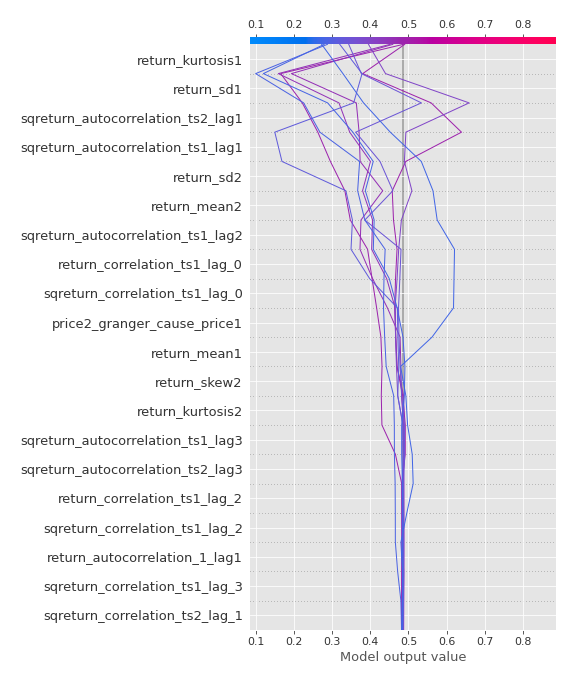 0.1 0.2 0.3 0.4 0.5 0.6 0.7 0.8
return_kurtosis1
return_sd1
sqreturn_autocorrelation_ts2_lag1
sqreturn_autocorrelation_ts1_lag1
return_sd2
return_mean2
sqreturn_autocorrelation_ts1_lag2
return_correlation_ts1_lag_0
sqreturn_correlation_ts1_lag_0
price2_granger_cause_price1
return_mean1
return_skew2
return_kurtosis2
sqreturn_autocorrelation_ts1_lag3
sqreturn_autocorrelation_ts2_lag3
return_correlation_ts1_lag_2
sqreturn_correlation_ts1_lag_2
return_autocorrelation_1_lag1
sqreturn_correlation_ts1_lag_3
sqreturn_correlation_ts2_lag_1
0.1 0.2 0.3 0.4 0.5 0.6 0.7 0.8
Model output value